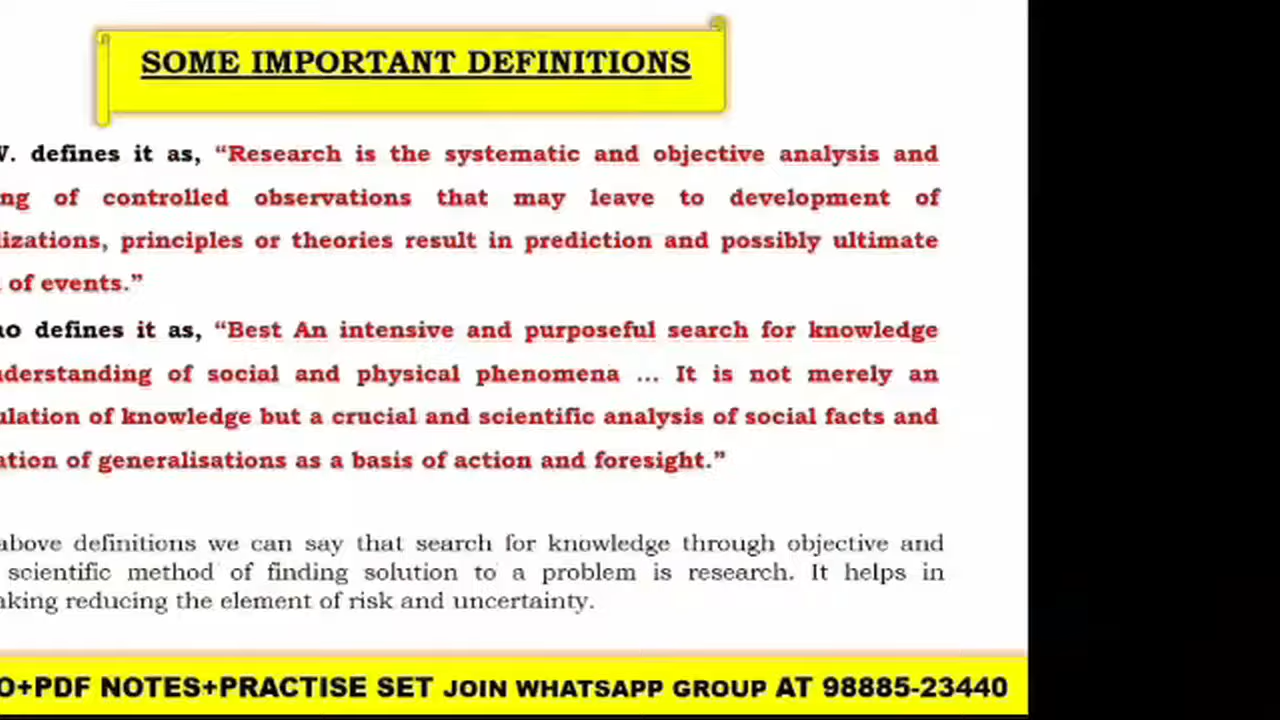 SOME IMPORTANT DEFINITIONS
V. defines it as, “Research is the systematic and objective analysis and
ng of controlled observations that may leave to development of
lizations, principles or theories result in prediction and possibly ultimate
of events.”
no defines it as, “Best An intensive and purposeful search for knowledge
nderstanding of social and physical phenomena ... It is not merely an
ulation of knowledge but a crucial and scientific analysis of social facts and
ation of generalisations as a basis of action and foresight.”
above definitions we can say that search for knowledge through objective and
scientific method of finding solution to a problem is research. It helps in
aking reducing the element of risk and uncertainty.
O+PDF NOTES+PRACTISE SET JOIN WHATSAPP GROUP AT 98885-23440